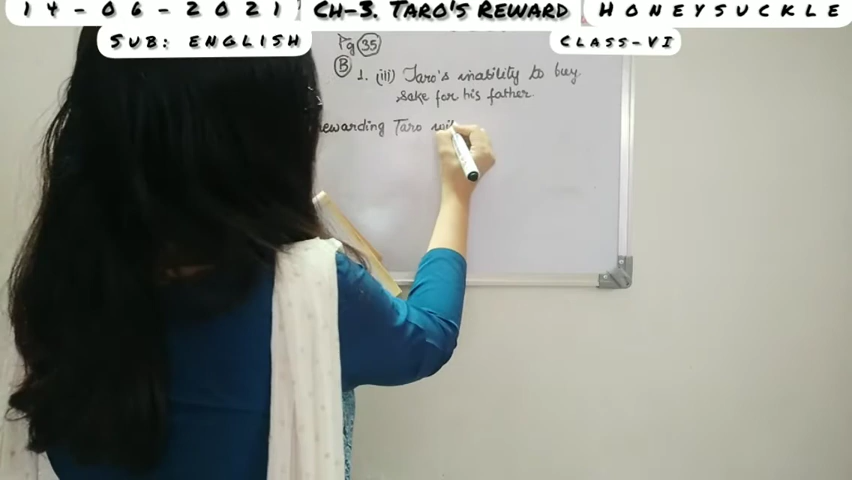 14-06-2021 Ch-3. Taro's Reward HONEYSUCKLE
Sub: ENGLISH CLASS-VI
Pg 35
B
1. (iii) Taro's inability to buy
sake for his father.
rewarding Taro